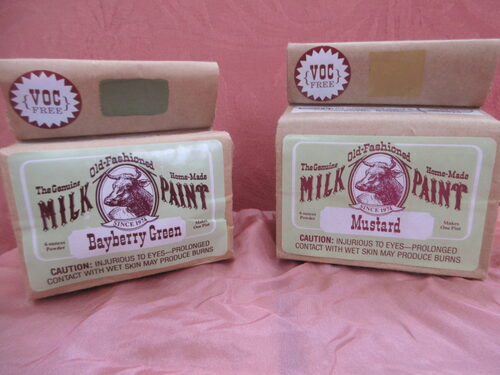 VOC
FREE
Old-Fashioned
The Genuine
Home-Made
MILK PAINT
SINCE 1974
6 ounce
Powder
Bayberry Green
Makes
One Pint
CAUTION: INJURIOUS TO EYES—PROLONGED
CONTACT WITH WET SKIN MAY PRODUCE BURNS
VOC
FREE
Old-Fashioned
The Genuine
Home-Made
MILK PAINT
SINCE 1974
6 ounce
Powder
Mustard
Makes
One Pint
CAUTION: INJURIOUS TO EYES—PROLONGED
CONTACT WITH WET SKIN MAY PRODUCE BURNS